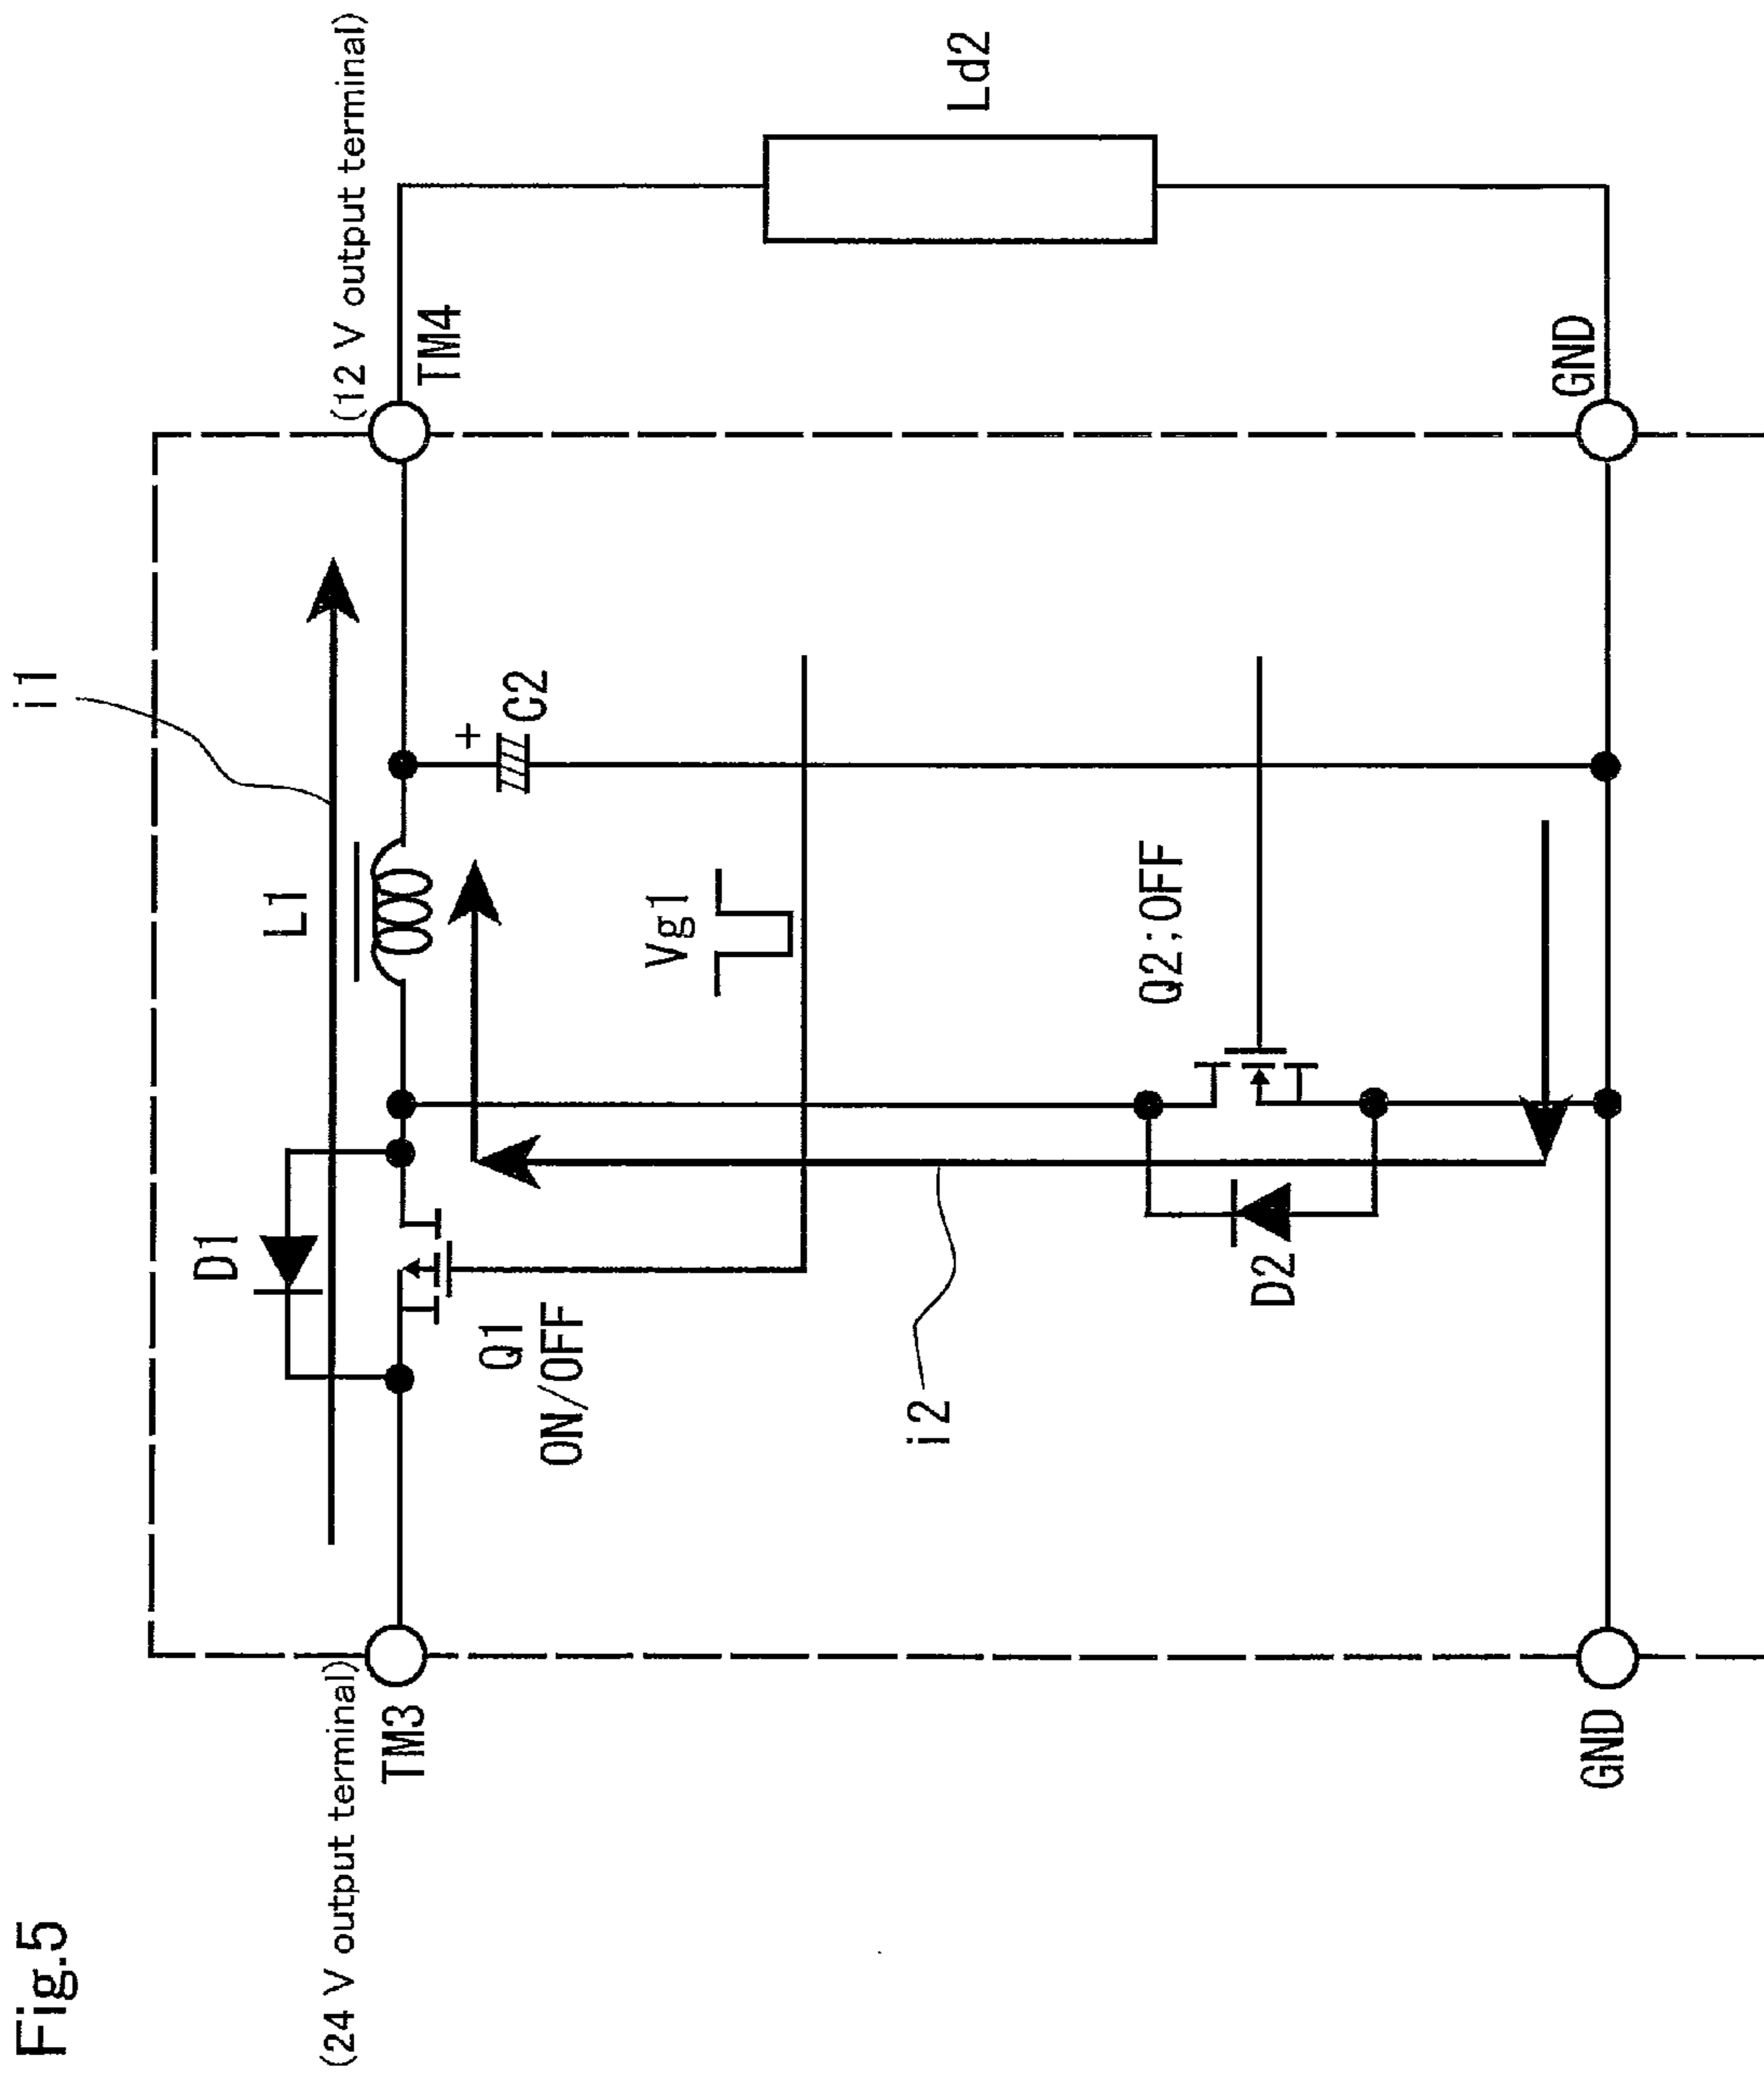 Fig.5
i1
(24 V output terminal)
TM3
(12 V output terminal)
TM4
D1
L1
+
C2
Q1
ON/OFF
Vg1
i2
Q2;OFF
D2
Ld2
GND
GND